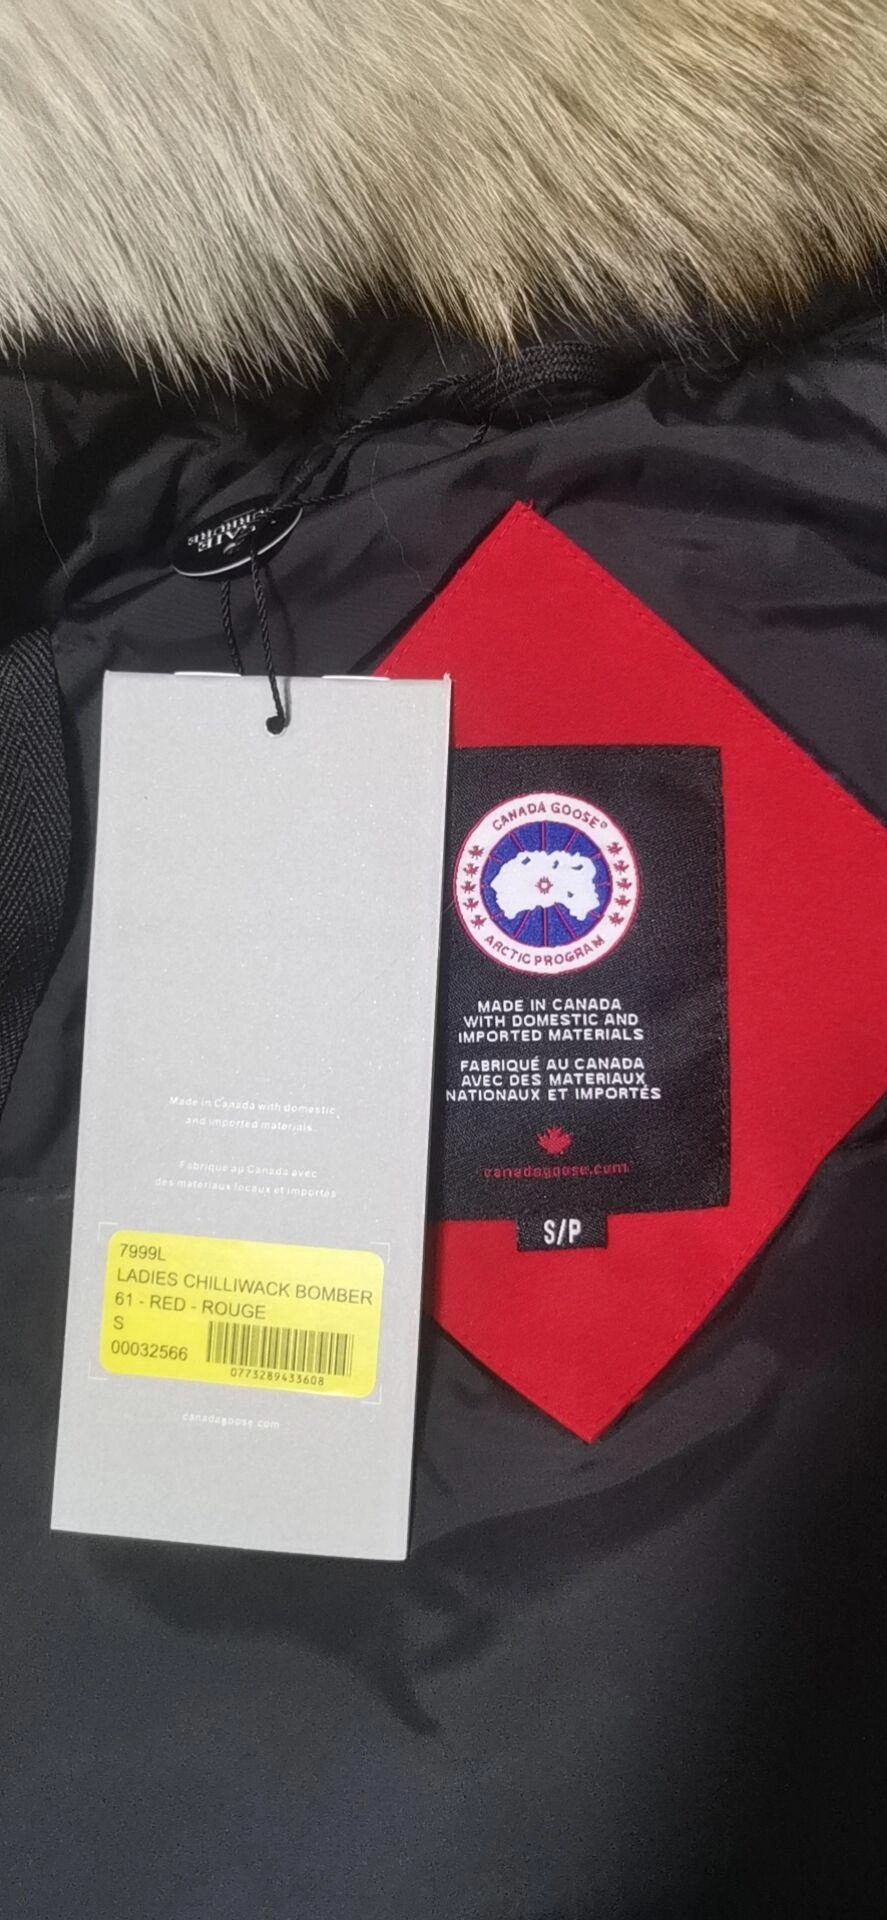 CANADA GOOSE®
ARCTIC PROGRAM
MADE IN CANADA
WITH DOMESTIC AND
IMPORTED MATERIALS
FABRIQUÉ AU CANADA
AVEC DES MATERIAUX
NATIONAUX ET IMPORTÉS
canadagoose.com
S/P
Made in Canada with domestic
and imported materials.
Fabriqué au Canada avec
des materiaux locaux et importés
7999L
LADIES CHILLIWACK BOMBER
61 - RED - ROUGE
S
00032566
0773289433608
canadagoose.com